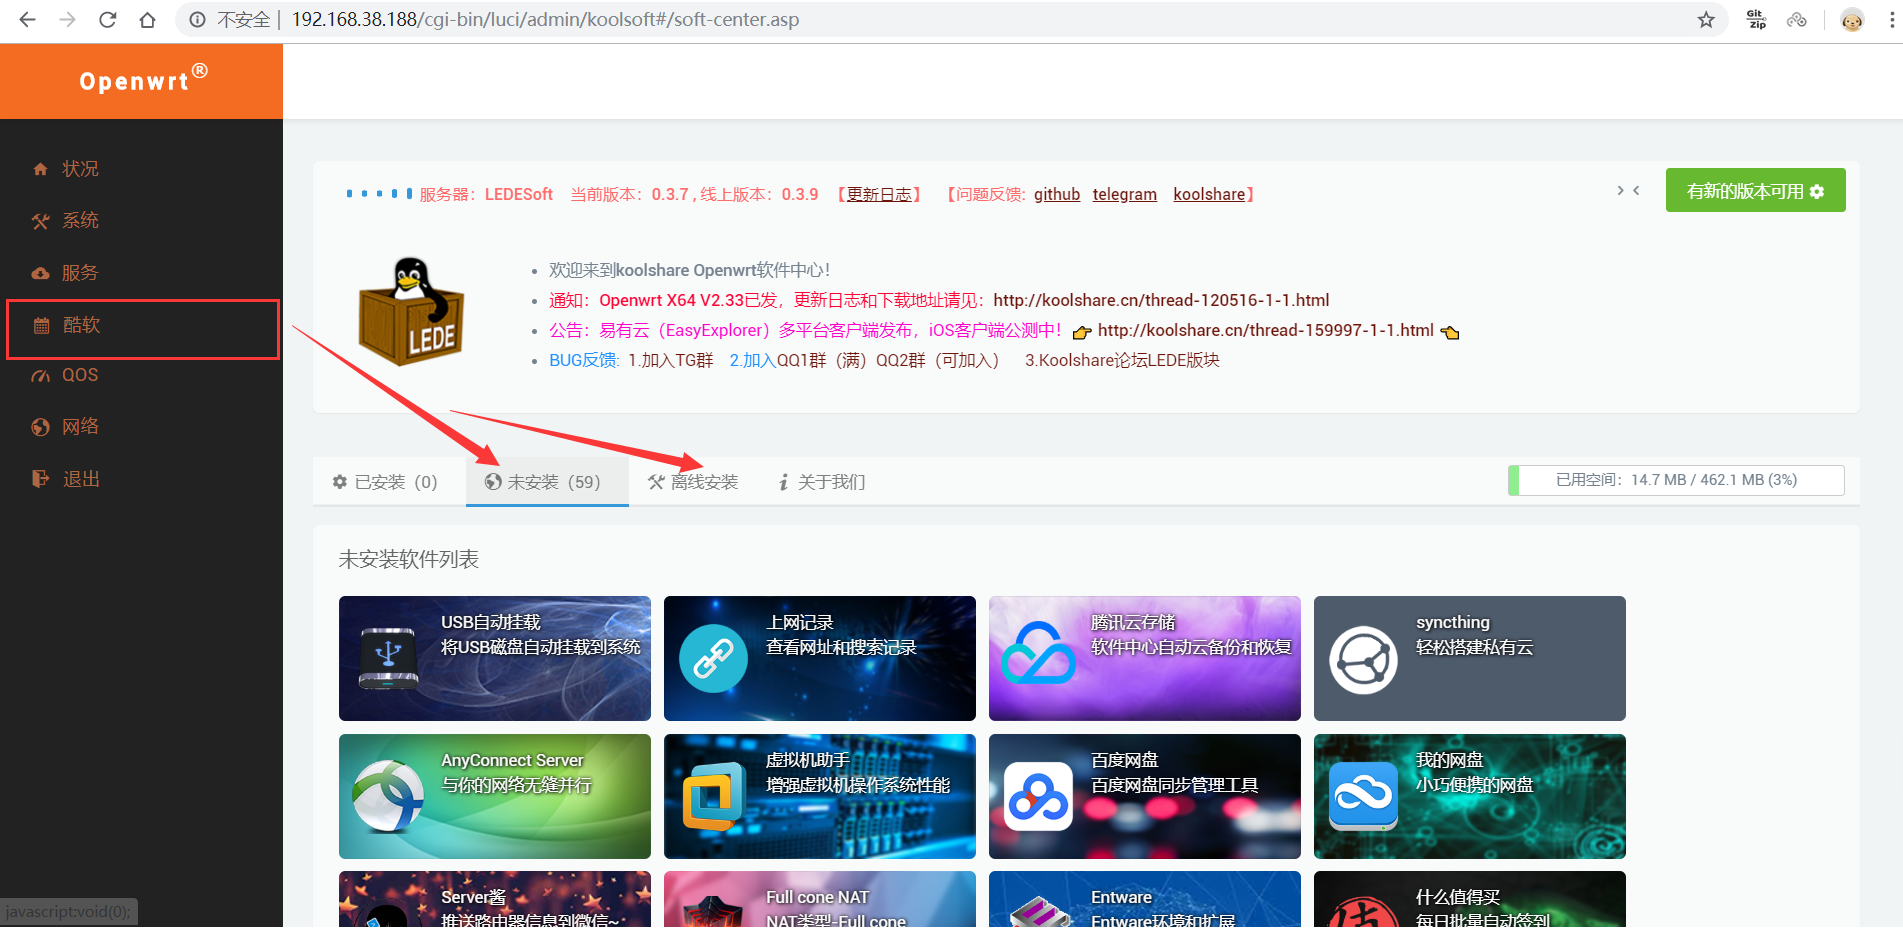 不安全 | 192.168.38.188/cgi-bin/luci/admin/koolsoft#/soft-center.asp
Git Zip
Openwrt®
状况
系统
服务
酷软
QOS
网络
退出
服务器：LEDESoft 当前版本：0.3.7 , 线上版本：0.3.9 【更新日志】 【问题反馈: github telegram koolshare】
有新的版本可用
LEDE
欢迎来到koolshare Openwrt软件中心！
通知：Openwrt X64 V2.33已发，更新日志和下载地址请见：http://koolshare.cn/thread-120516-1-1.html
公告：易有云（EasyExplorer）多平台客户端发布，iOS客户端公测中！ http://koolshare.cn/thread-159997-1-1.html
BUG反馈: 1.加入TG群 2.加入QQ1群（满）QQ2群（可加入） 3.Koolshare论坛LEDE版块
已安装（0） 未安装（59） 离线安装 关于我们
已用空间：14.7 MB / 462.1 MB (3%)
未安装软件列表
USB自动挂载
将USB磁盘自动挂载到系统
上网记录
查看网址和搜索记录
腾讯云存储
软件中心自动云备份和恢复
syncthing
轻松搭建私有云
AnyConnect Server
与你的网络无缝并行
虚拟机助手
增强虚拟机操作系统性能
百度网盘
百度网盘同步管理工具
我的网盘
小巧便携的网盘
Server酱
推送路由器信息到微信~
Full cone NAT
NAT类型-Full cone
Entware
Entware环境和扩展
什么值得买
每日批量自动签到
javascript:void(0);